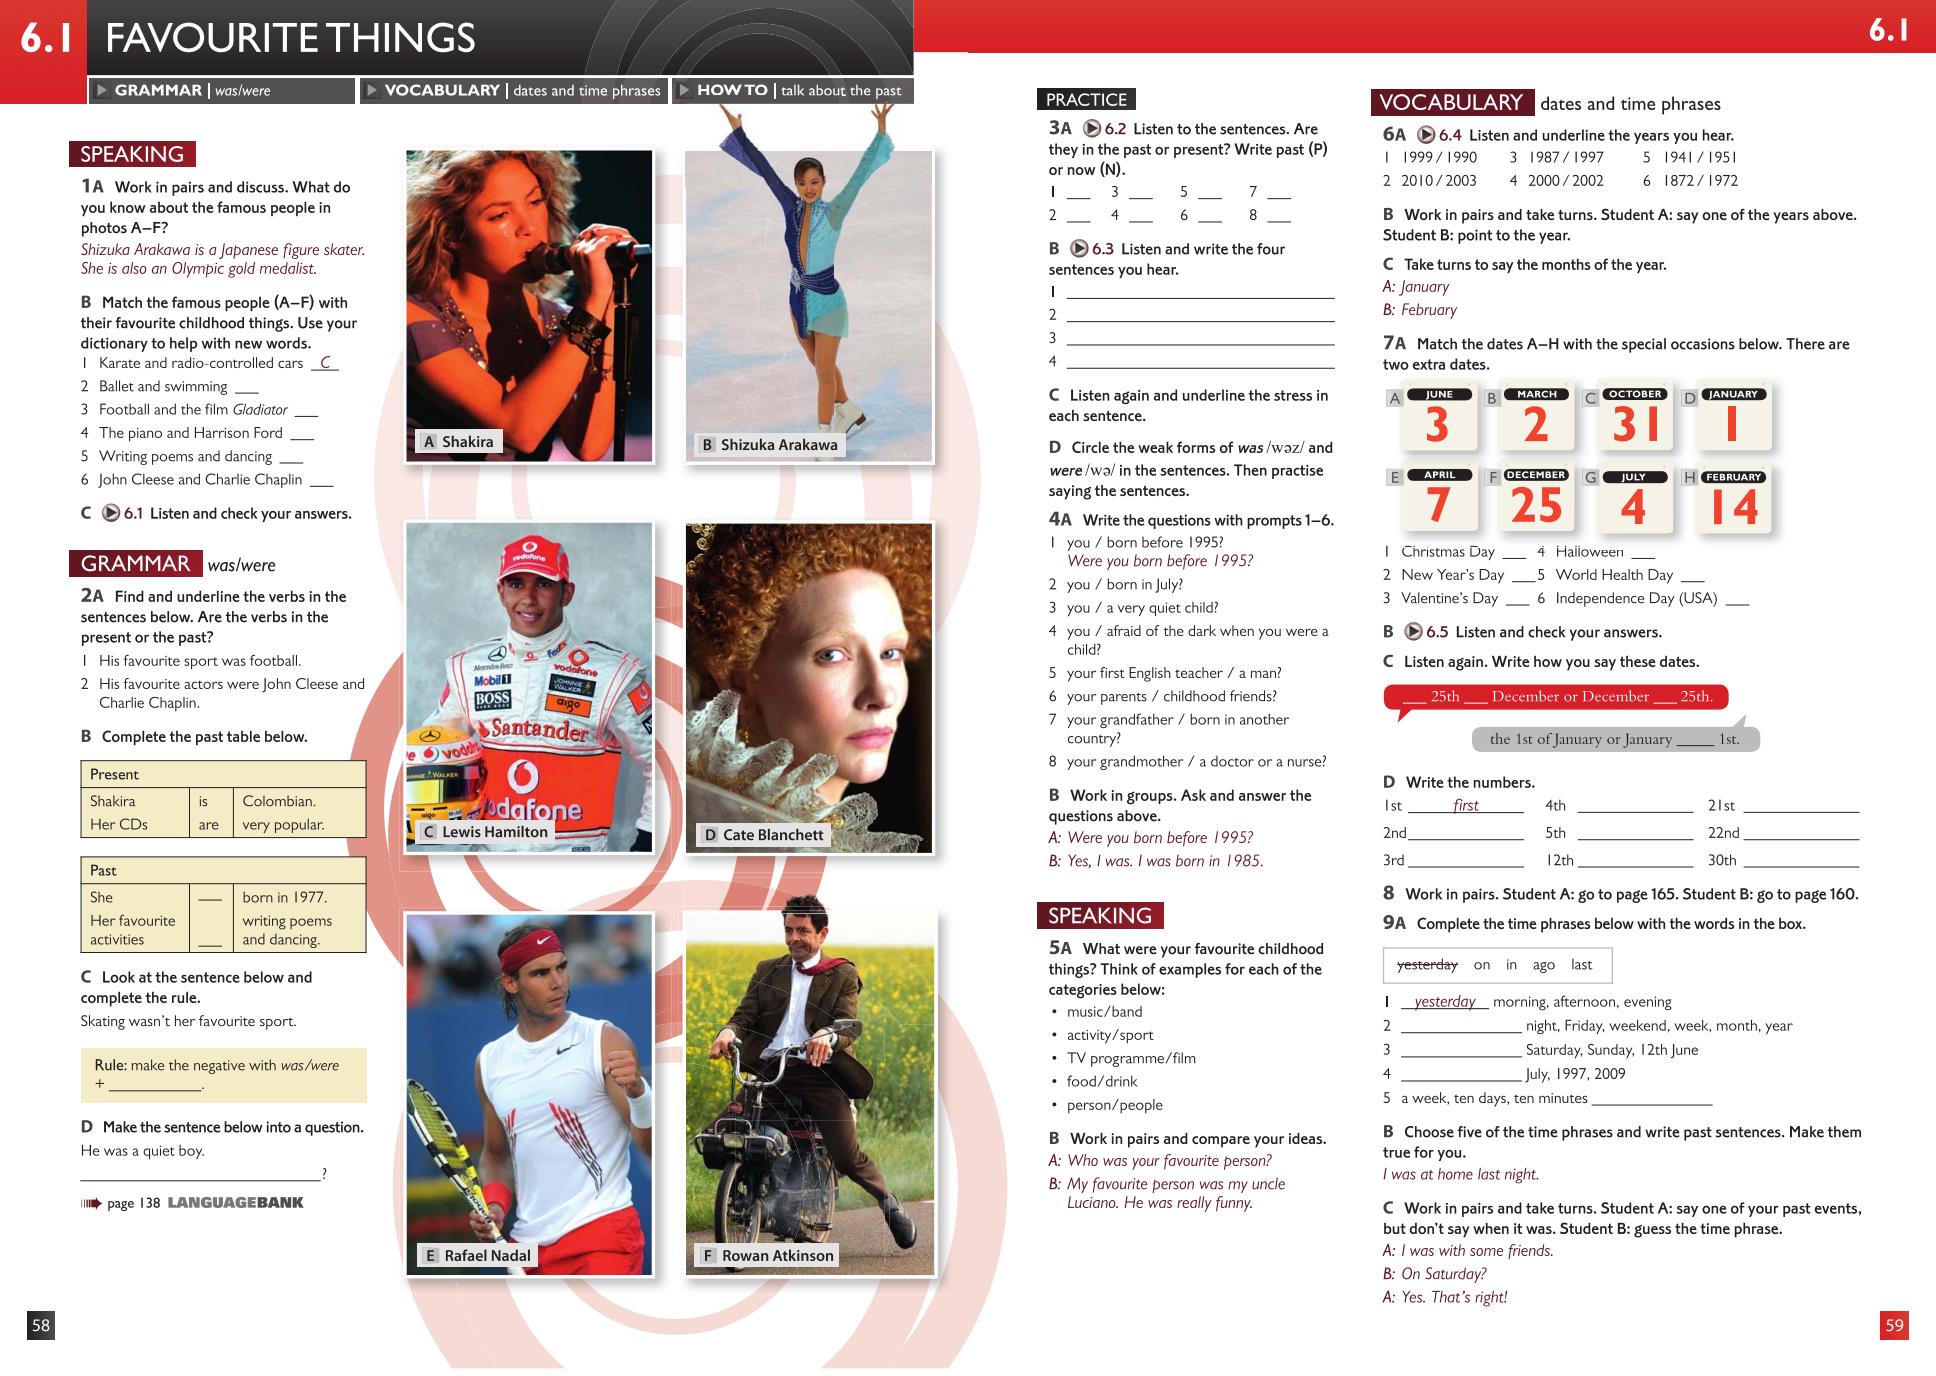 6.1 FAVOURITE THINGS
GRAMMAR | was/were
VOCABULARY | dates and time phrases
HOW TO | talk about the past
SPEAKING
1A Work in pairs and discuss. What do
you know about the famous people in
photos A–F?
Shizuka Arakawa is a Japanese figure skater.
She is also an Olympic gold medalist.
B Match the famous people (A–F) with
their favourite childhood things. Use your
dictionary to help with new words.
1 Karate and radio-controlled cars C
2 Ballet and swimming ___
3 Football and the film Gladiator ___
4 The piano and Harrison Ford ___
5 Writing poems and dancing ___
6 John Cleese and Charlie Chaplin ___
C 6.1 Listen and check your answers.
GRAMMAR was/were
2A Find and underline the verbs in the
sentences below. Are the verbs in the
present or the past?
1 His favourite sport was football.
2 His favourite actors were John Cleese and
Charlie Chaplin.
B Complete the past table below.
Present
Shakira is Colombian.
Her CDs are very popular.
Past
She ___ born in 1977.
Her favourite writing poems
activities ___ and dancing.
C Look at the sentence below and
complete the rule.
Skating wasn't her favourite sport.
Rule: make the negative with was/were
+ ___________.
D Make the sentence below into a question.
He was a quiet boy.
______________________________?
page 138 LANGUAGEBANK
58
A Shakira
B Shizuka Arakawa
vodafone
Mercedes-Benz
FedEx
vodafone
Mobil 1
JOHNNIE WALKER
BOSS
aigo
Santander
vodafone
JOHNNIE WALKER
vodafone
C Lewis Hamilton
D Cate Blanchett
E Rafael Nadal
F Rowan Atkinson
6.1
PRACTICE
3A 6.2 Listen to the sentences. Are
they in the past or present? Write past (P)
or now (N).
1 ___ 3 ___ 5 ___ 7 ___
2 ___ 4 ___ 6 ___ 8 ___
B 6.3 Listen and write the four
sentences you hear.
1 ______________________________
2 ______________________________
3 ______________________________
4 ______________________________
C Listen again and underline the stress in
each sentence.
D Circle the weak forms of was /wəz/ and
were /wə/ in the sentences. Then practise
saying the sentences.
4A Write the questions with prompts 1–6.
1 you / born before 1995?
Were you born before 1995?
2 you / born in July?
3 you / a very quiet child?
4 you / afraid of the dark when you were a
child?
5 your first English teacher / a man?
6 your parents / childhood friends?
7 your grandfather / born in another
country?
8 your grandmother / a doctor or a nurse?
B Work in groups. Ask and answer the
questions above.
A: Were you born before 1995?
B: Yes, I was. I was born in 1985.
SPEAKING
5A What were your favourite childhood
things? Think of examples for each of the
categories below:
• music/band
• activity/sport
• TV programme/film
• food/drink
• person/people
B Work in pairs and compare your ideas.
A: Who was your favourite person?
B: My favourite person was my uncle
Luciano. He was really funny.
VOCABULARY dates and time phrases
6A 6.4 Listen and underline the years you hear.
1 1999 / 1990 3 1987 / 1997 5 1941 / 1951
2 2010 / 2003 4 2000 / 2002 6 1872 / 1972
B Work in pairs and take turns. Student A: say one of the years above.
Student B: point to the year.
C Take turns to say the months of the year.
A: January
B: February
7A Match the dates A–H with the special occasions below. There are
two extra dates.
A JUNE 3
B MARCH 2
C OCTOBER 31
D JANUARY 1
E APRIL 7
F DECEMBER 25
G JULY 4
H FEBRUARY 14
1 Christmas Day ___ 4 Halloween ___
2 New Year's Day ___ 5 World Health Day ___
3 Valentine's Day ___ 6 Independence Day (USA) ___
B 6.5 Listen and check your answers.
C Listen again. Write how you say these dates.
___ 25th ___ December or December ___ 25th.
the 1st of January or January _____ 1st.
D Write the numbers.
1st first 4th ____________ 21st ____________
2nd ____________ 5th ____________ 22nd ____________
3rd ____________ 12th ____________ 30th ____________
8 Work in pairs. Student A: go to page 165. Student B: go to page 160.
9A Complete the time phrases below with the words in the box.
yesterday on in ago last
1 yesterday morning, afternoon, evening
2 ______________ night, Friday, weekend, week, month, year
3 ______________ Saturday, Sunday, 12th June
4 ______________ July, 1997, 2009
5 a week, ten days, ten minutes ______________
B Choose five of the time phrases and write past sentences. Make them
true for you.
I was at home last night.
C Work in pairs and take turns. Student A: say one of your past events,
but don't say when it was. Student B: guess the time phrase.
A: I was with some friends.
B: On Saturday?
A: Yes. That's right!
59